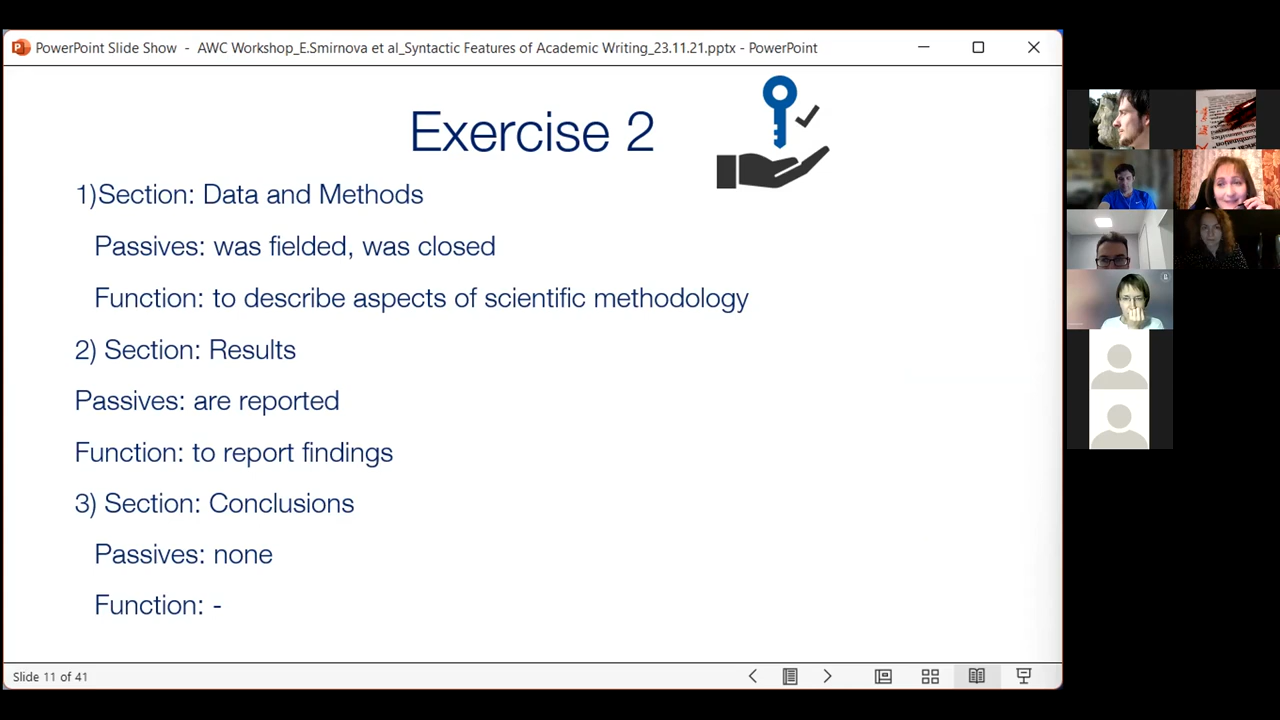 PowerPoint Slide Show - AWC Workshop_E.Smirnova et al_Syntactic Features of Academic Writing_23.11.21.pptx - PowerPoint
Exercise 2
1)Section: Data and Methods
Passives: was fielded, was closed
Function: to describe aspects of scientific methodology
2) Section: Results
Passives: are reported
Function: to report findings
3) Section: Conclusions
Passives: none
Function: -
Slide 11 of 41